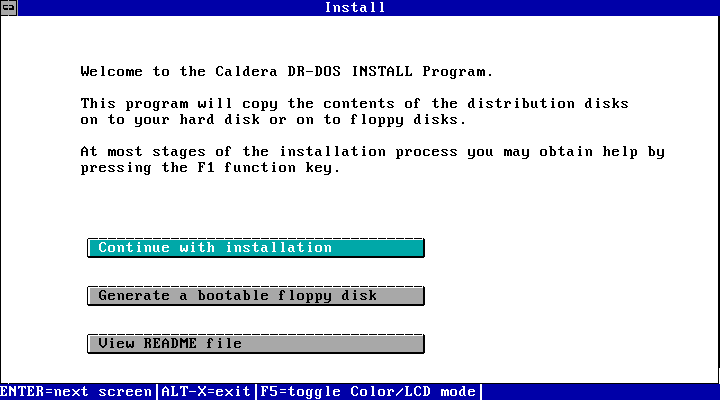 Install
Welcome to the Caldera DR-DOS INSTALL Program.
This program will copy the contents of the distribution disks
on to your hard disk or on to floppy disks.
At most stages of the installation process you may obtain help by
pressing the F1 function key.
Continue with installation
Generate a bootable floppy disk
View README file
ENTER=next screen|ALT-X=exit|F5=toggle Color/LCD mode|